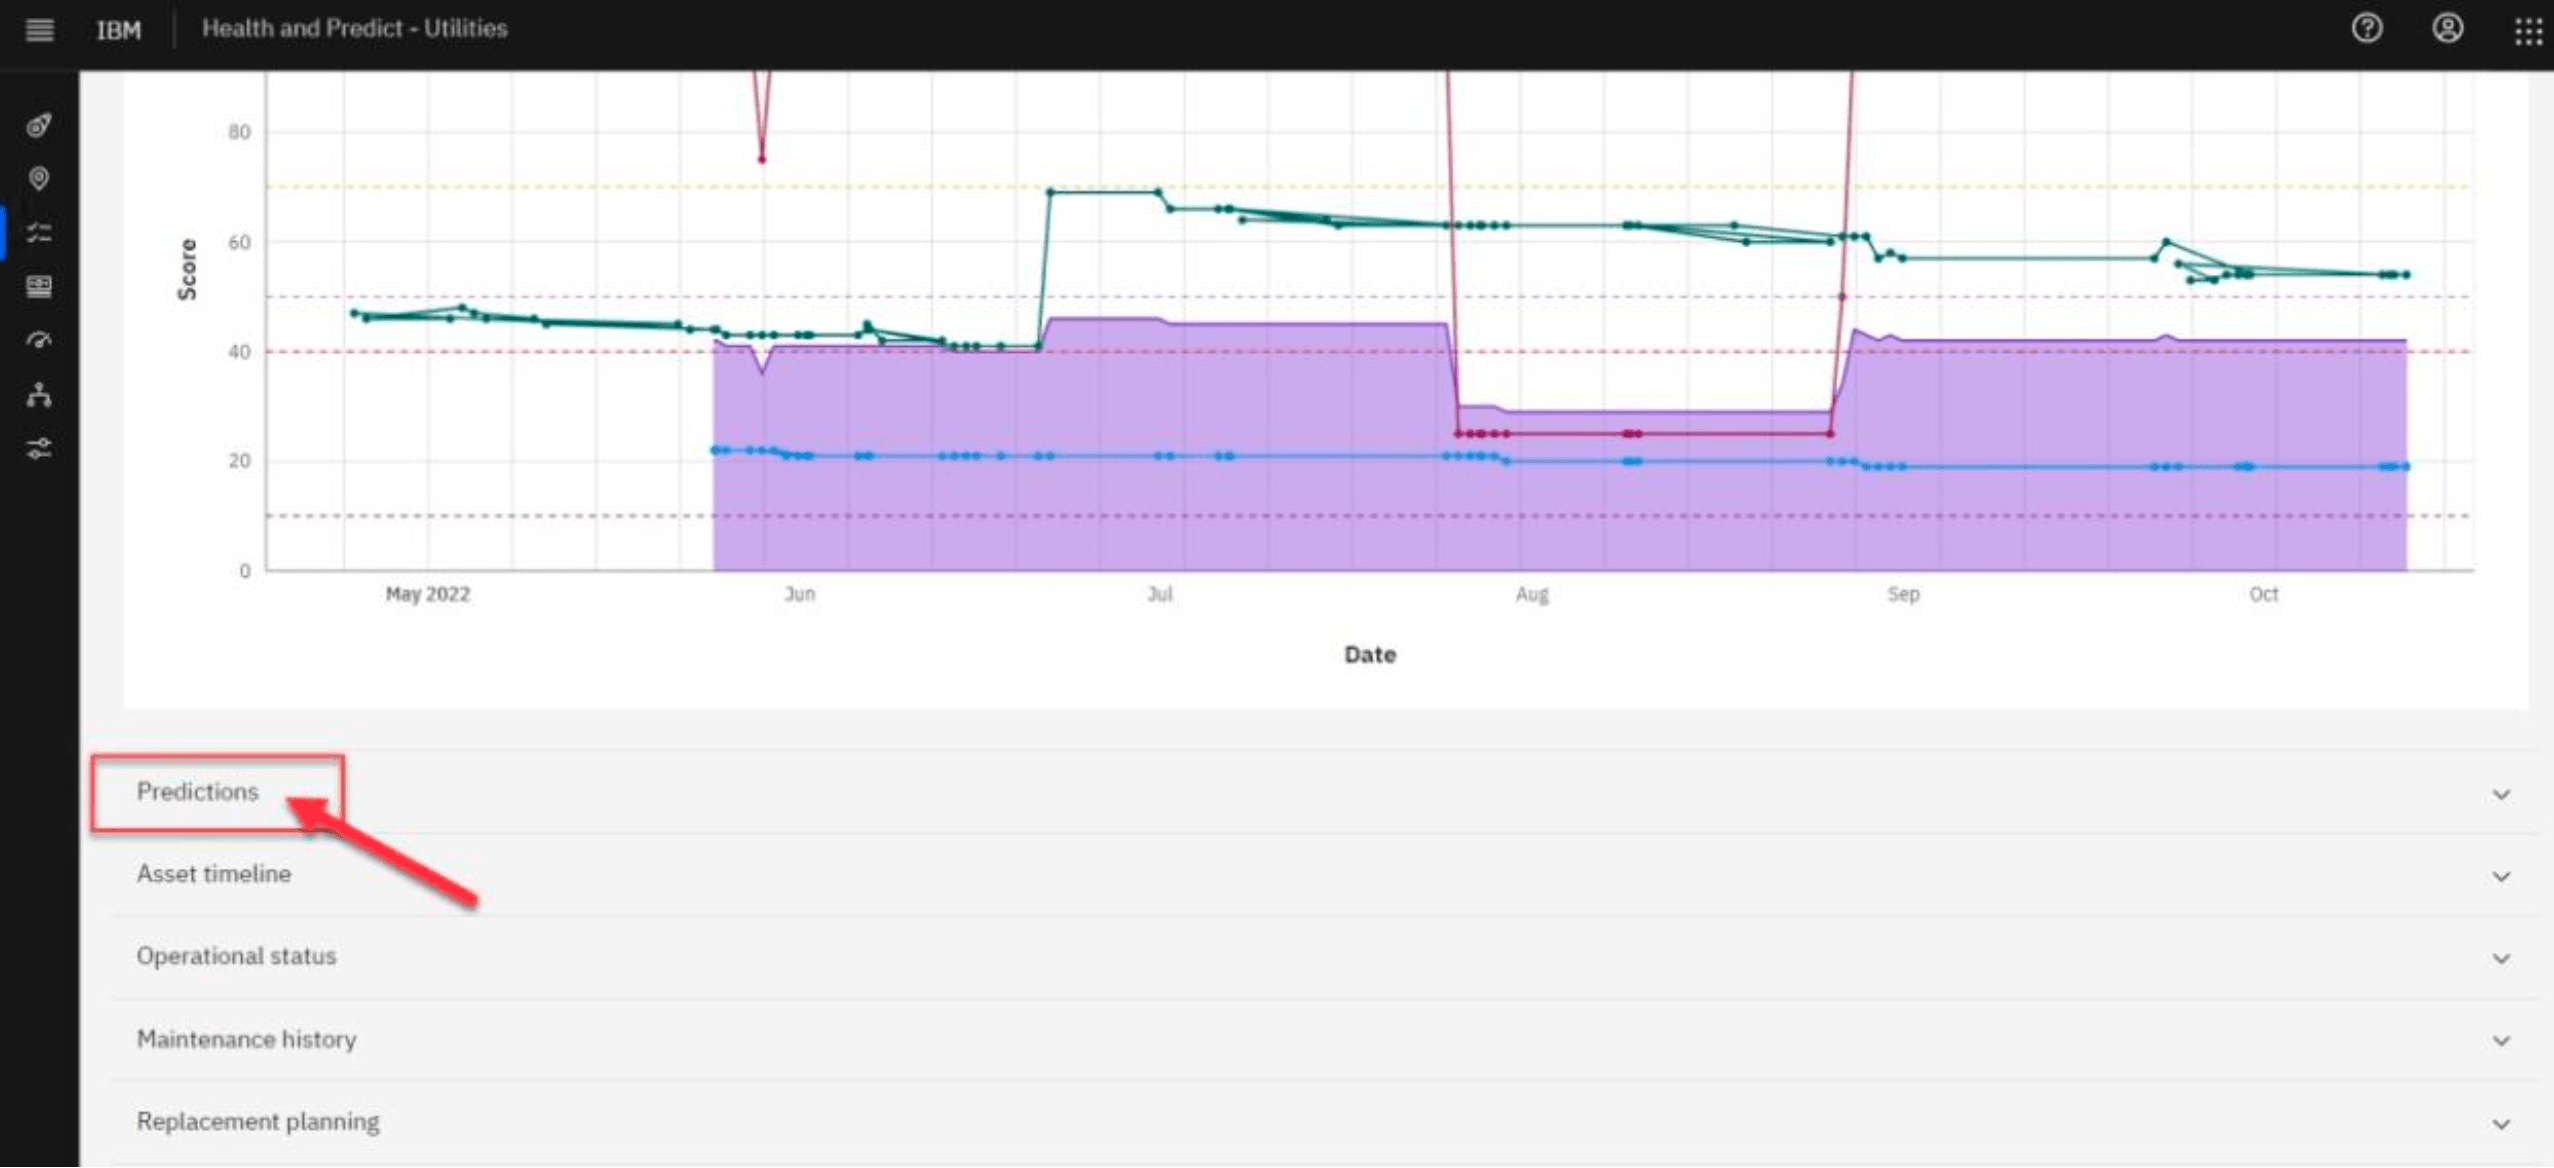 IBM Health and Predict - Utilities
80
60
40
20
0
Score
May 2022 Jun Jul Aug Sep Oct
Date
Predictions
Asset timeline
Operational status
Maintenance history
Replacement planning